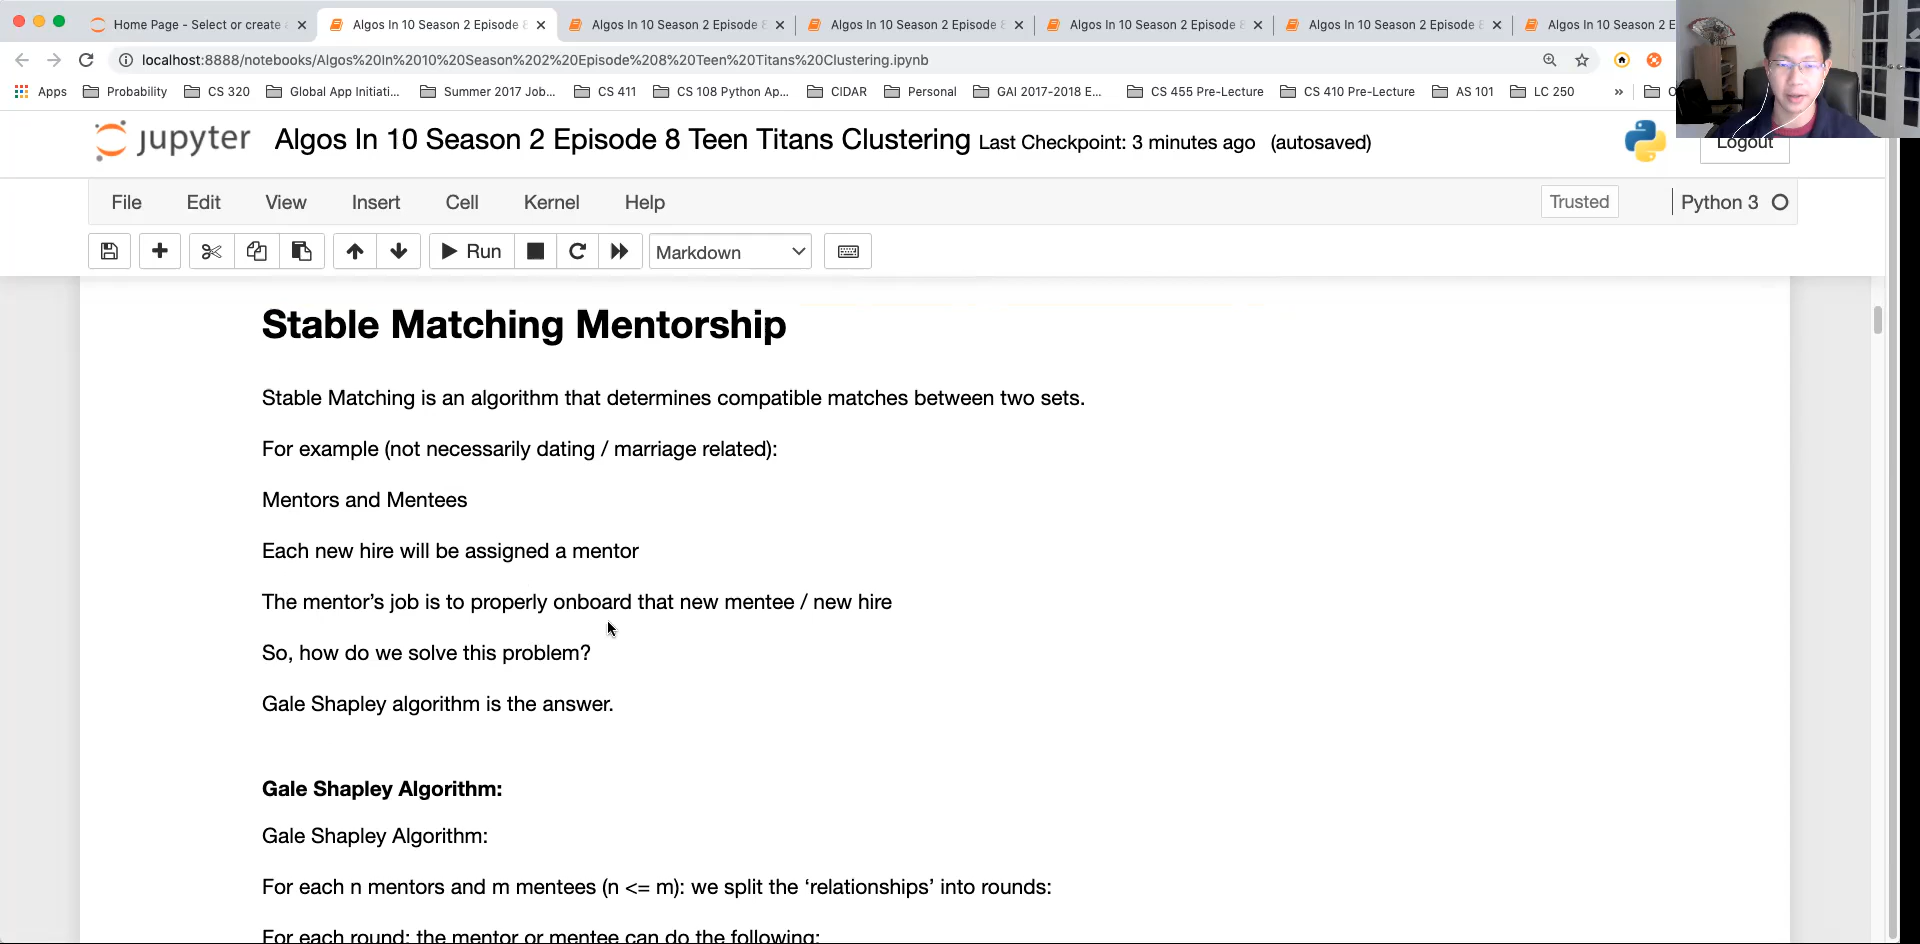 Home Page - Select or create a
Algos In 10 Season 2 Episode 8
Algos In 10 Season 2 Episode 8
Algos In 10 Season 2 Episode 8
Algos In 10 Season 2 Episode 8
Algos In 10 Season 2 Episode 8
Algos In 10 Season 2 E
localhost:8888/notebooks/Algos%20In%2010%20Season%202%20Episode%208%20Teen%20Titans%20Clustering.ipynb
Apps
Probability
CS 320
Global App Initiati...
Summer 2017 Job...
CS 411
CS 108 Python Ap...
CIDAR
Personal
GAI 2017-2018 E...
CS 455 Pre-Lecture
CS 410 Pre-Lecture
AS 101
LC 250
»
jupyter Algos In 10 Season 2 Episode 8 Teen Titans Clustering Last Checkpoint: 3 minutes ago (autosaved)
Logout
File Edit View Insert Cell Kernel Help
Trusted
Python 3
Run
Markdown
Stable Matching Mentorship
Stable Matching is an algorithm that determines compatible matches between two sets.
For example (not necessarily dating / marriage related):
Mentors and Mentees
Each new hire will be assigned a mentor
The mentor’s job is to properly onboard that new mentee / new hire
So, how do we solve this problem?
Gale Shapley algorithm is the answer.
Gale Shapley Algorithm:
Gale Shapley Algorithm:
For each n mentors and m mentees (n <= m): we split the ‘relationships’ into rounds:
For each round: the mentor or mentee can do the following: